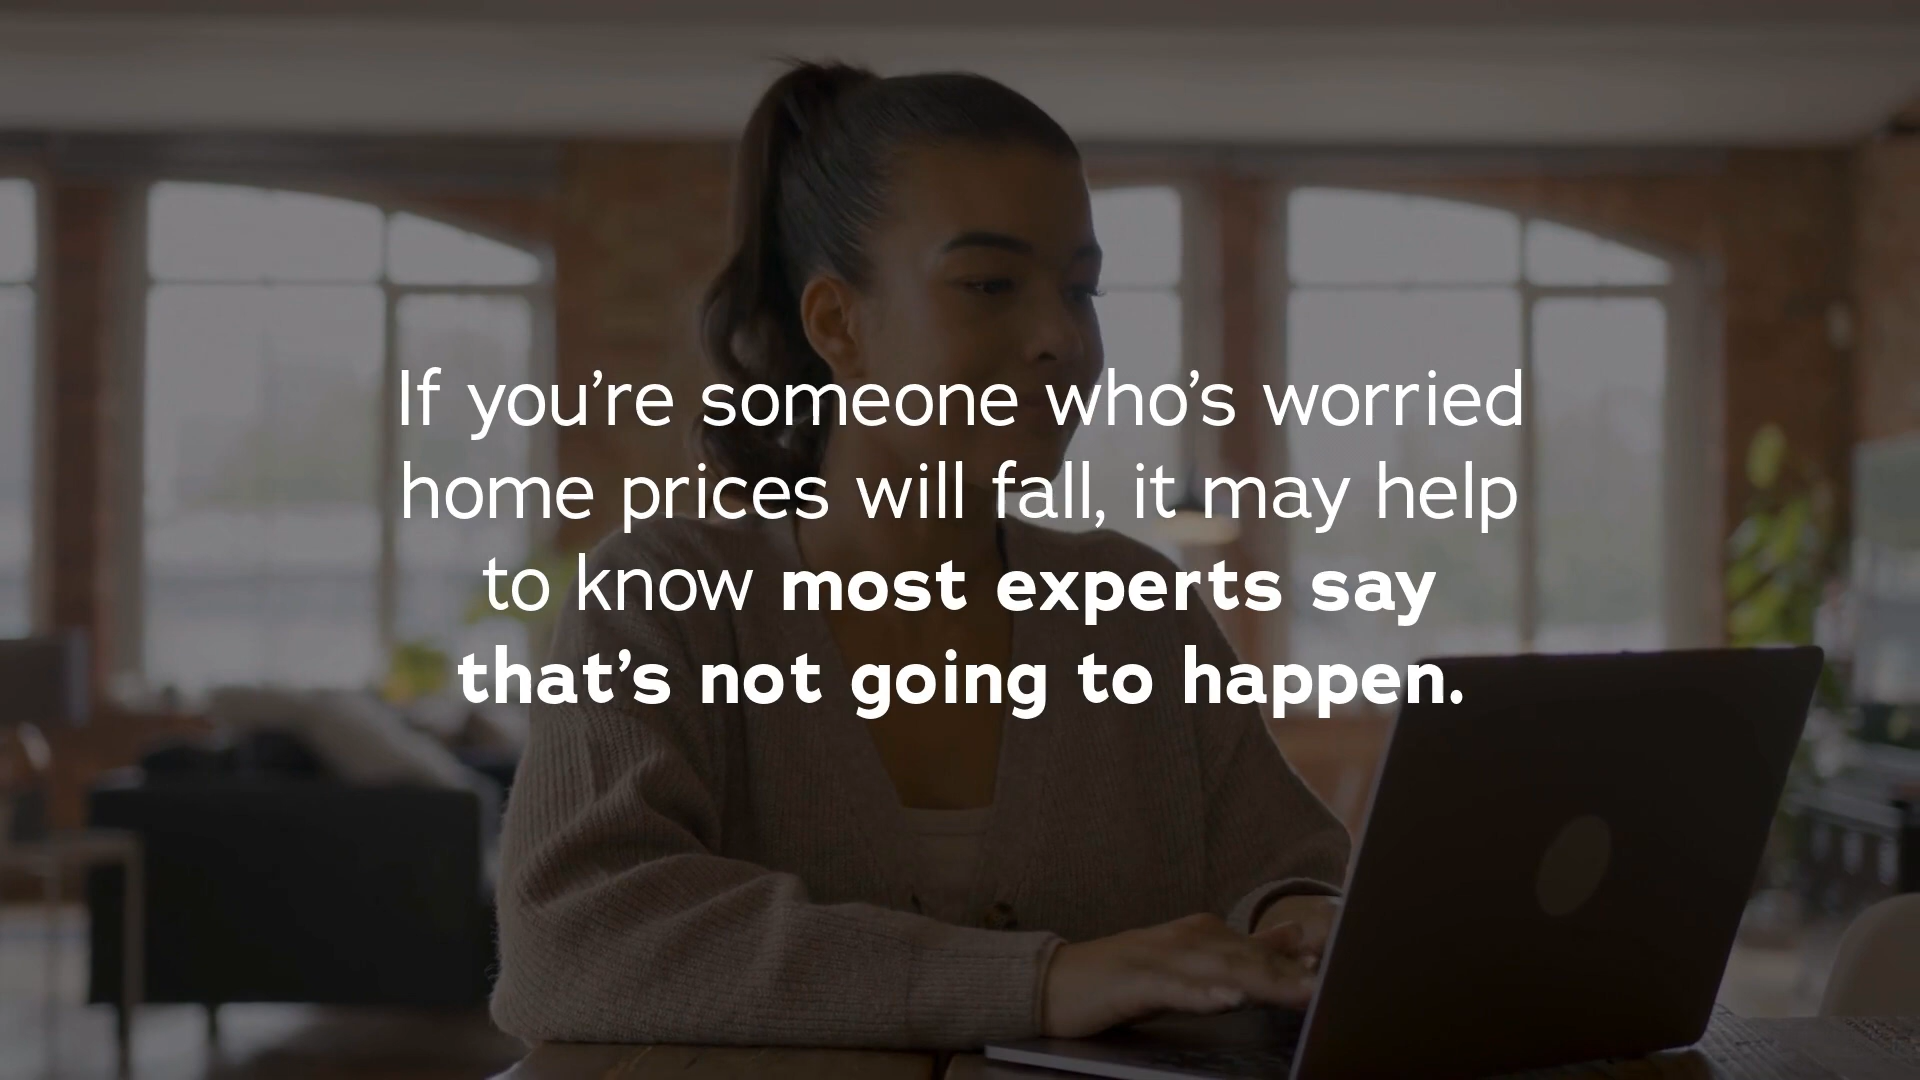 If you’re someone who’s worried
home prices will fall, it may help
to know most experts say
that’s not going to happen.